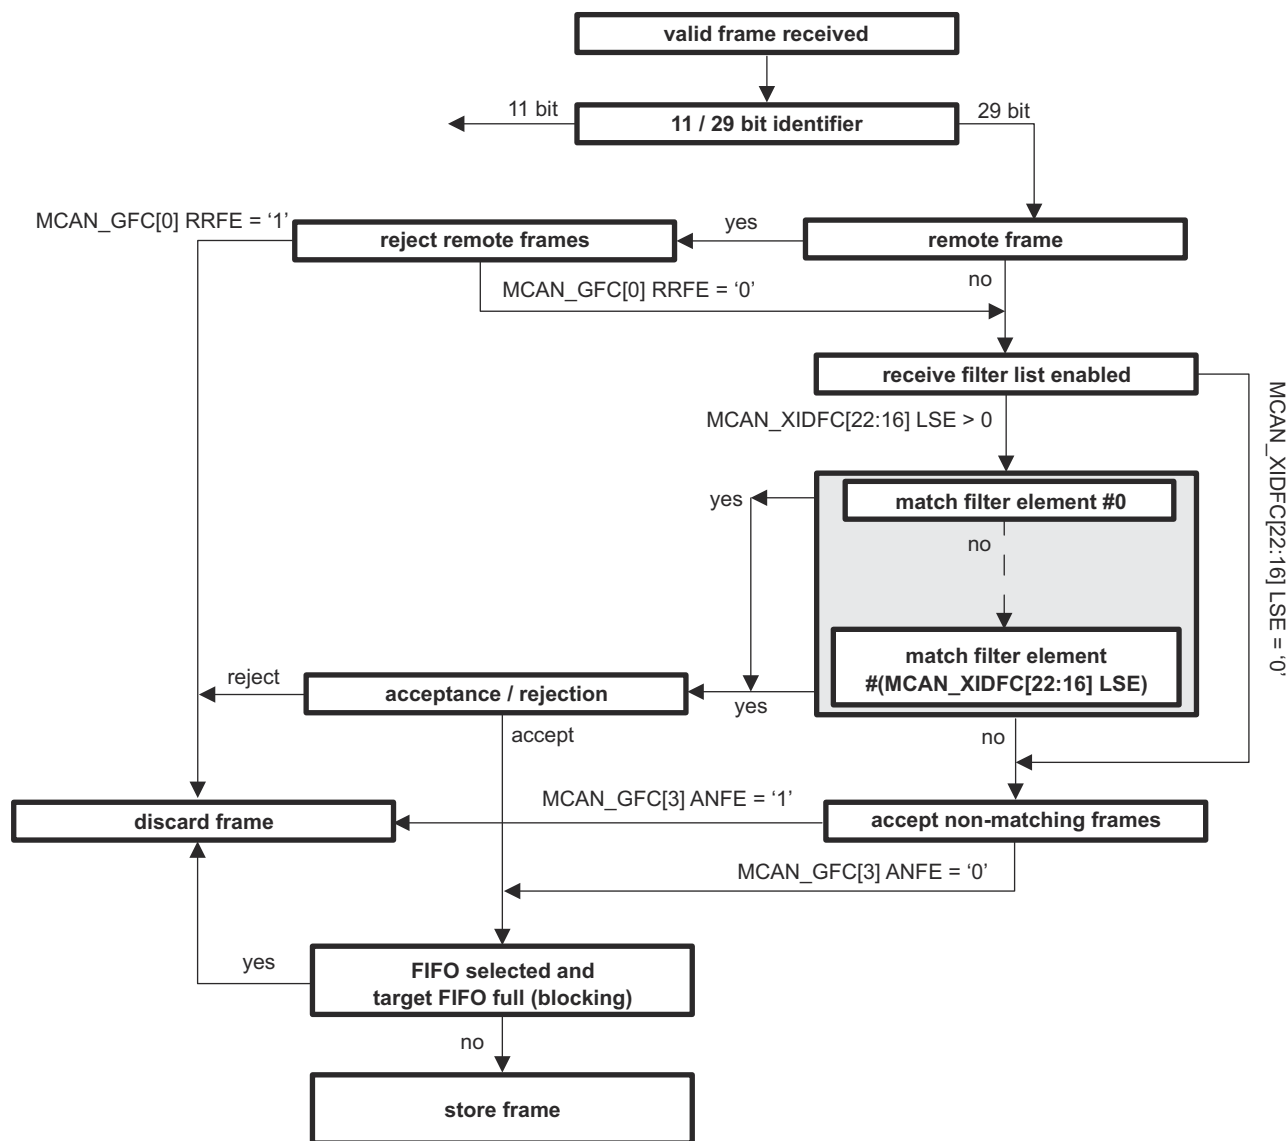 valid frame received
11 bit
11 / 29 bit identifier
29 bit
MCAN_GFC[0] RRFE = ‘1’
reject remote frames
yes
remote frame
MCAN_GFC[0] RRFE = ‘0’
no
receive filter list enabled
MCAN_XIDFC[22:16] LSE > 0
MCAN_XIDFC[22:16] LSE = ‘0’
yes
match filter element #0
no
match filter element
#(MCAN_XIDFC[22:16] LSE)
reject
acceptance / rejection
yes
accept
no
MCAN_GFC[3] ANFE = ‘1’
discard frame
accept non-matching frames
MCAN_GFC[3] ANFE = ‘0’
yes
FIFO selected and
target FIFO full (blocking)
no
store frame